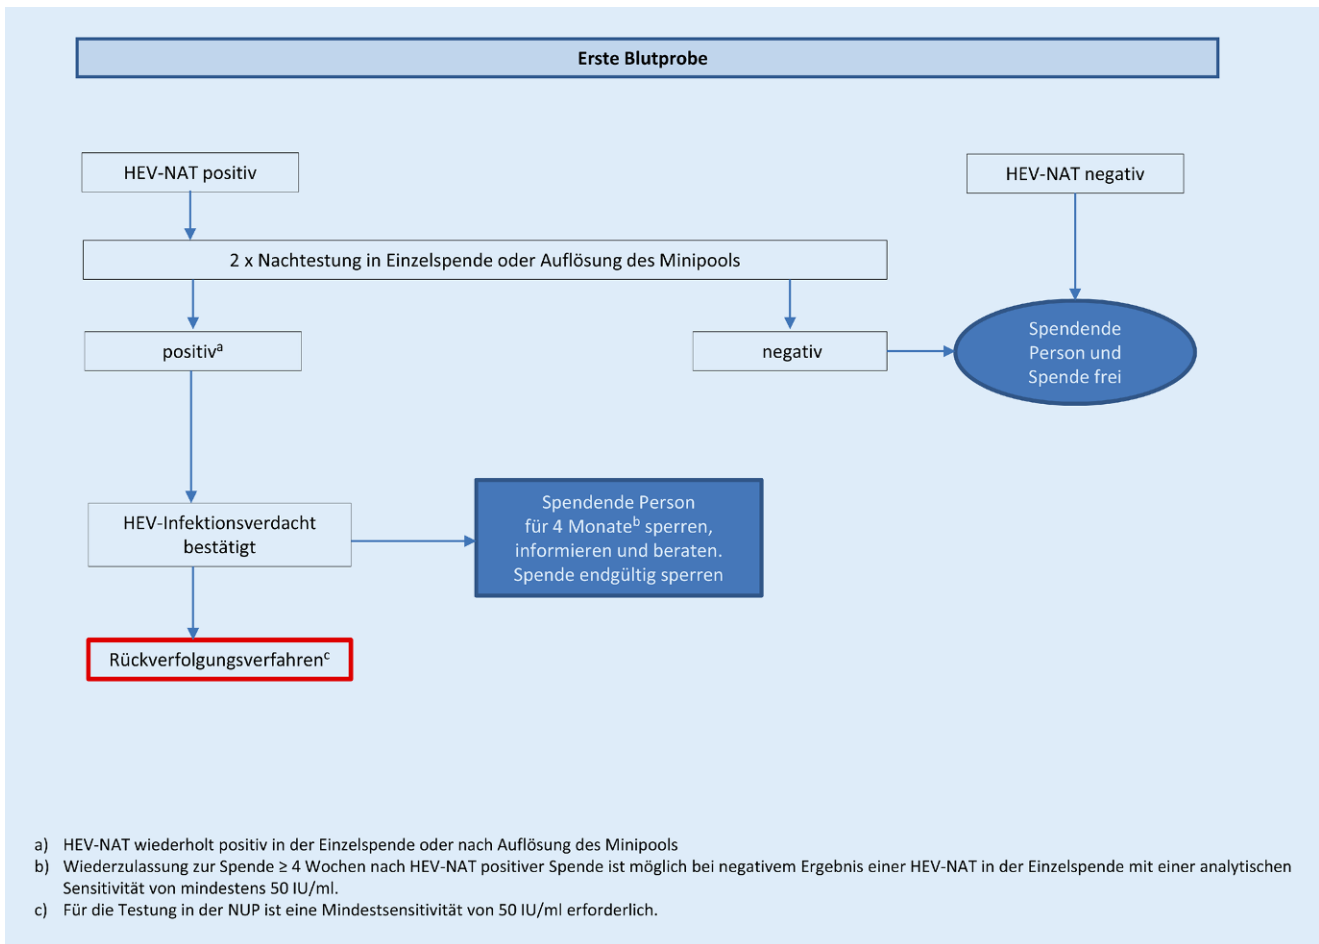 Erste Blutprobe
HEV-NAT positiv
HEV-NAT negativ
2 x Nachtestung in Einzelspende oder Auflösung des Minipools
positivᵃ
negativ
Spendende
Person und
Spende frei
HEV-Infektionsverdacht
bestätigt
Spendende Person
für 4 Monateᵇ sperren,
informieren und beraten.
Spende endgültig sperren
Rückverfolgungsverfahrenᶜ
a) HEV-NAT wiederholt positiv in der Einzelspende oder nach Auflösung des Minipools
b) Wiederzulassung zur Spende ≥ 4 Wochen nach HEV-NAT positiver Spende ist möglich bei negativem Ergebnis einer HEV-NAT in der Einzelspende mit einer analytischen
Sensitivität von mindestens 50 IU/ml.
c) Für die Testung in der NUP ist eine Mindestsensitivität von 50 IU/ml erforderlich.